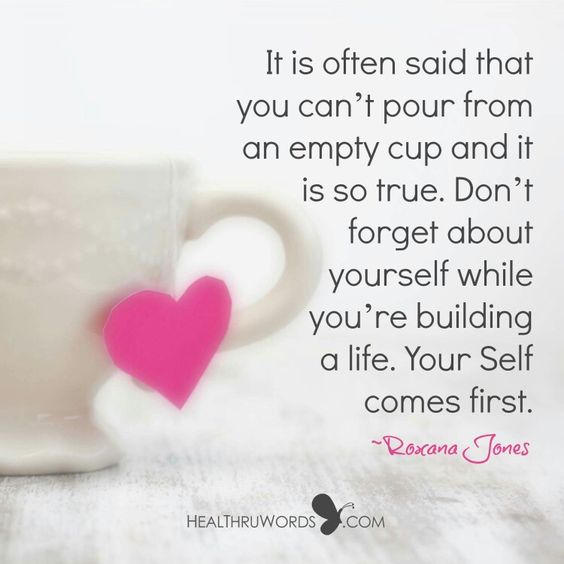 It is often said that
you can't pour from
an empty cup and it
is so true. Don't
forget about
yourself while
you're building
a life. Your Self
comes first.
~Roxana Jones
HEALTHRUWORDS.COM